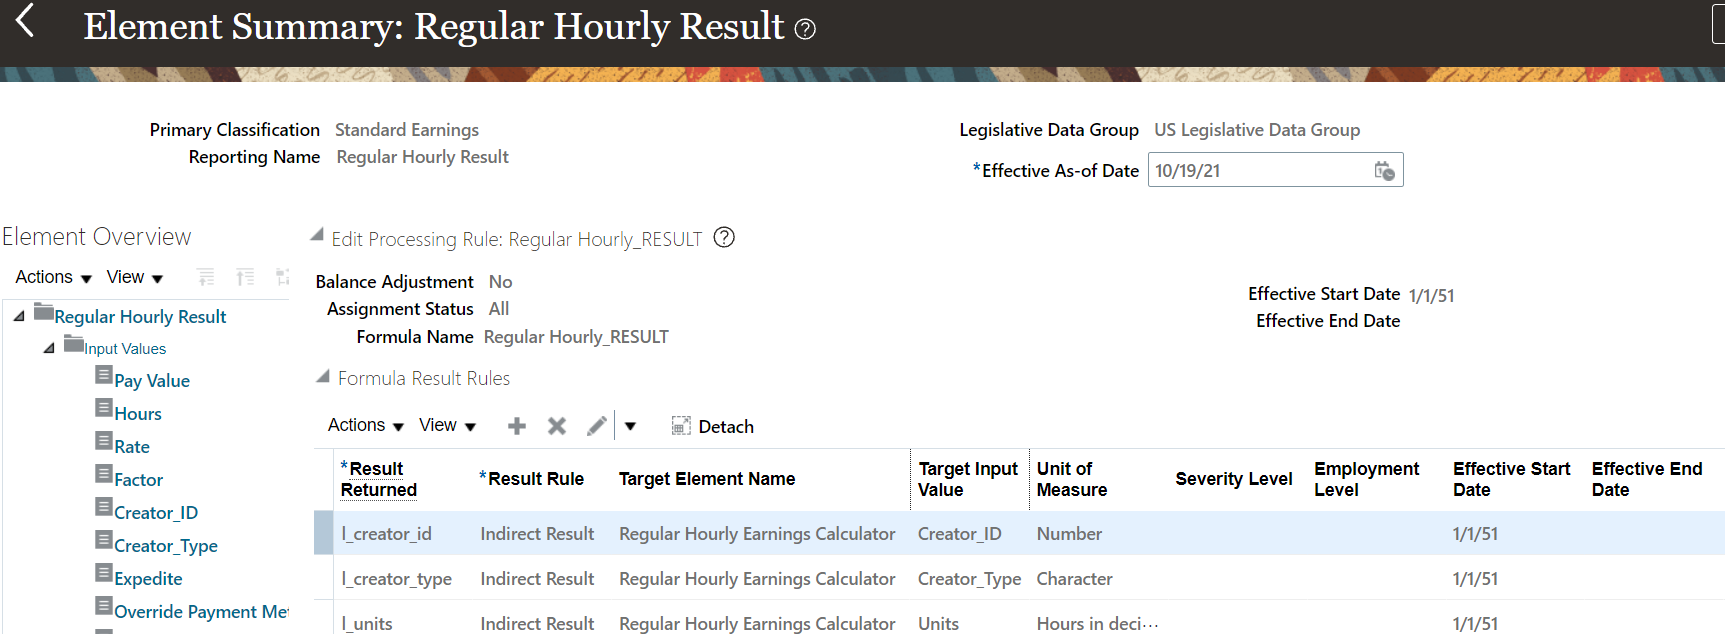 Element Summary: Regular Hourly Result
Primary Classification Standard Earnings
Reporting Name Regular Hourly Result
Legislative Data Group US Legislative Data Group
*Effective As-of Date 10/19/21
Element Overview
Actions View
Regular Hourly Result
Input Values
Pay Value
Hours
Rate
Factor
Creator_ID
Creator_Type
Expedite
Override Payment Met
Edit Processing Rule: Regular Hourly_RESULT
Balance Adjustment No
Assignment Status All
Formula Name Regular Hourly_RESULT
Effective Start Date 1/1/51
Effective End Date
Formula Result Rules
Actions View Detach
*Result Returned *Result Rule Target Element Name Target Input Value Unit of Measure Severity Level Employment Level Effective Start Date Effective End Date
l_creator_id Indirect Result Regular Hourly Earnings Calculator Creator_ID Number 1/1/51
l_creator_type Indirect Result Regular Hourly Earnings Calculator Creator_Type Character 1/1/51
l_units Indirect Result Regular Hourly Earnings Calculator Units Hours in deci... 1/1/51